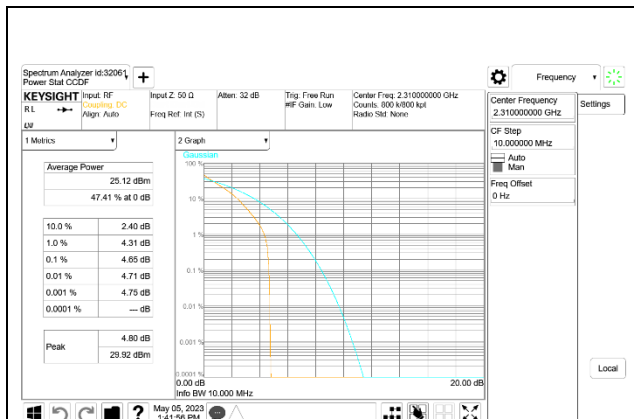 Spectrum Analyzer id:32061
Power Stat CCDF
Frequency
KEYSIGHT
Input: RF
Input Z: 50 Ω
Atten: 32 dB
Trig: Free Run
Center Freq: 2.310000000 GHz
RL
Coupling: DC
#IF Gain: Low
Counts: 800 k/800 kpt
Align: Auto
Freq Ref: Int (S)
Radio Std: None
Center Frequency
2.310000000 GHz
Settings
CF Step
10.000000 MHz
Auto
Man
Freq Offset
0 Hz
1 Metrics
2 Graph
Gaussian
Average Power
25.12 dBm
47.41 % at 0 dB
10.0 % 2.40 dB
1.0 % 4.31 dB
0.1 % 4.65 dB
0.01 % 4.71 dB
0.001 % 4.75 dB
0.0001 % --- dB
Peak
4.80 dB
29.92 dBm
100 %
10 %
1 %
0.1 %
0.01 %
0.001 %
0.0001 %
0.00 dB
20.00 dB
Info BW 10.000 MHz
Local
?
May 05, 2023
1:41:56 PM